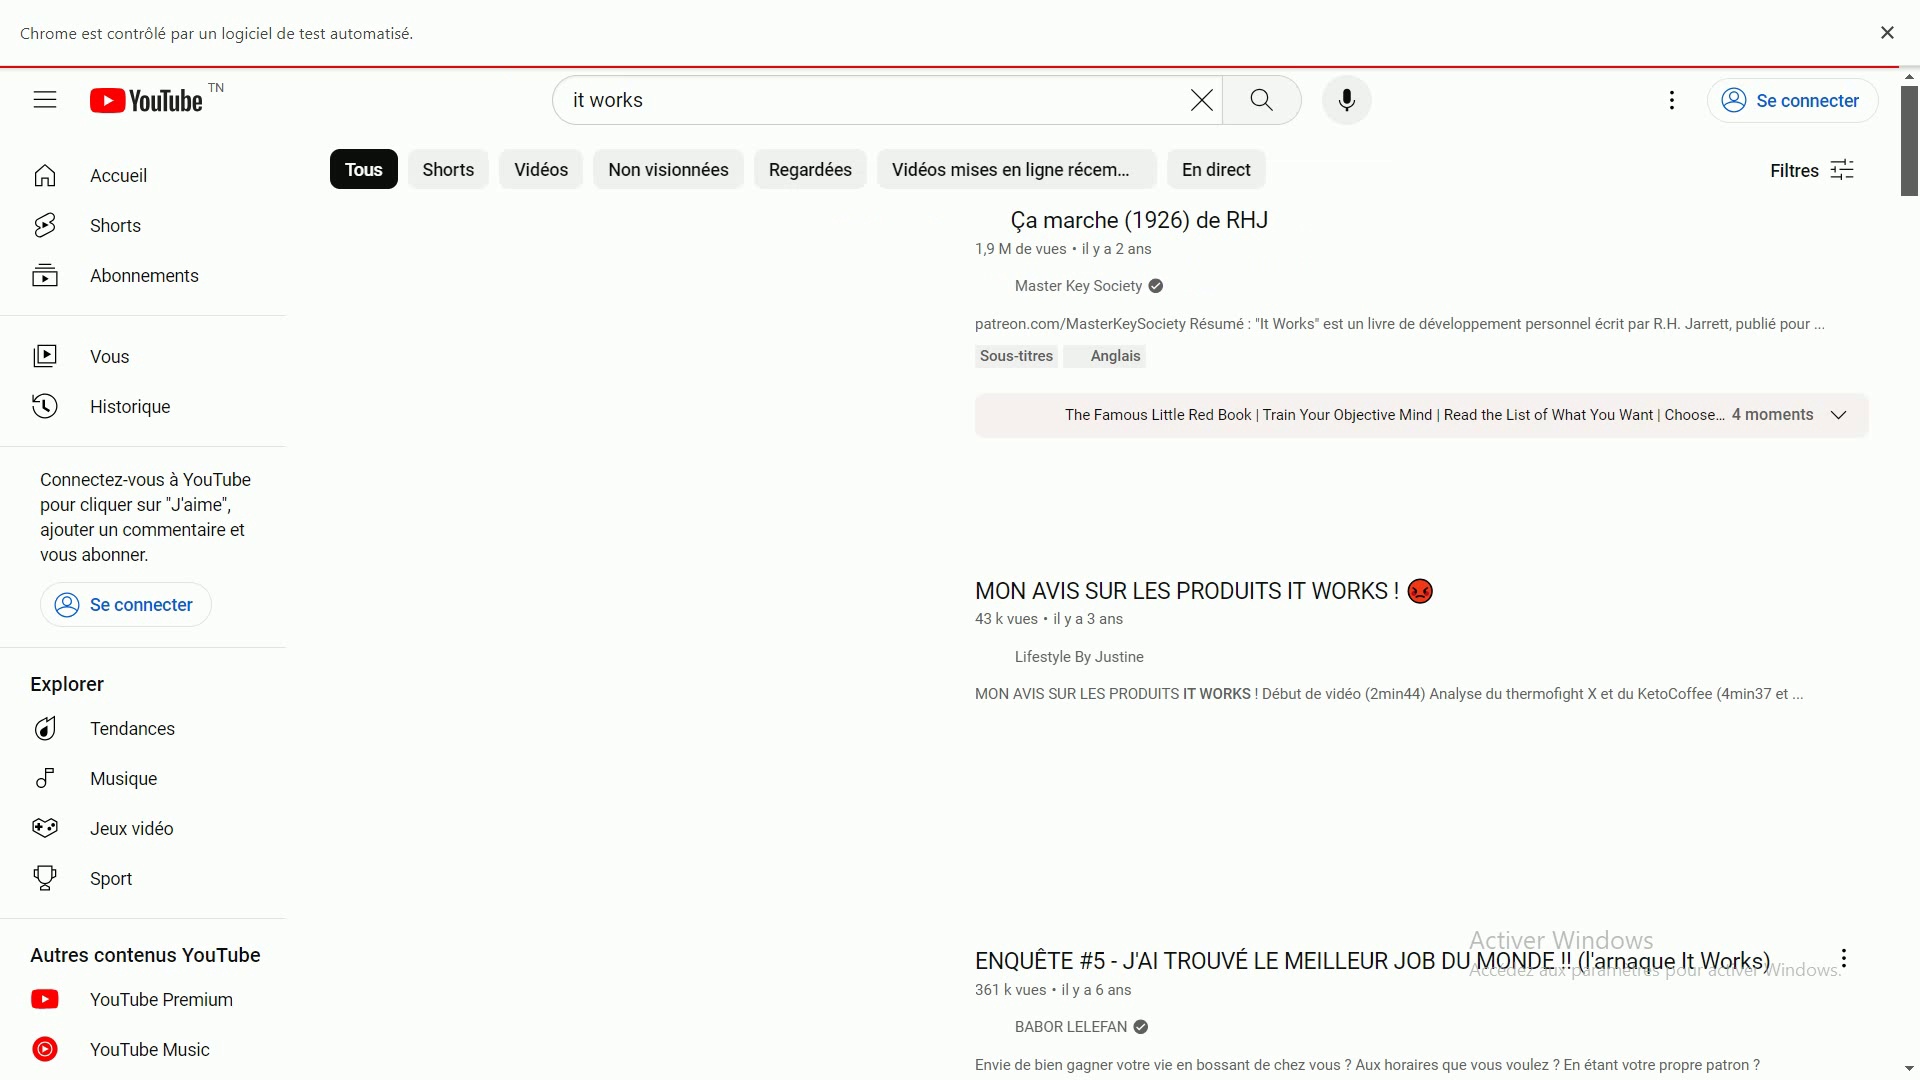 Chrome est contrôlé par un logiciel de test automatisé.
YouTube TN
it works
Se connecter
Accueil
Shorts
Abonnements
Vous
Historique
Connectez-vous à YouTube
pour cliquer sur "J'aime",
ajouter un commentaire et
vous abonner.
Se connecter
Explorer
Tendances
Musique
Jeux vidéo
Sport
Autres contenus YouTube
YouTube Premium
YouTube Music
Tous Shorts Vidéos Non visionnées Regardées Vidéos mises en ligne récem... En direct Filtres
Ça marche (1926) de RHJ
1,9 M de vues • il y a 2 ans
Master Key Society
patreon.com/MasterKeySociety Résumé : "It Works" est un livre de développement personnel écrit par R.H. Jarrett, publié pour ...
Sous-titres Anglais
The Famous Little Red Book | Train Your Objective Mind | Read the List of What You Want | Choose... 4 moments
MON AVIS SUR LES PRODUITS IT WORKS !
43 k vues • il y a 3 ans
Lifestyle By Justine
MON AVIS SUR LES PRODUITS IT WORKS ! Début de vidéo (2min44) Analyse du thermofight X et du KetoCoffee (4min37 et ...
Activer Windows
Accédez aux paramètres pour activer Windows.
ENQUÊTE #5 - J'AI TROUVÉ LE MEILLEUR JOB DU MONDE !! (l'arnaque It Works)
361 k vues • il y a 6 ans
BABOR LELEFAN
Envie de bien gagner votre vie en bossant de chez vous ? Aux horaires que vous voulez ? En étant votre propre patron ?